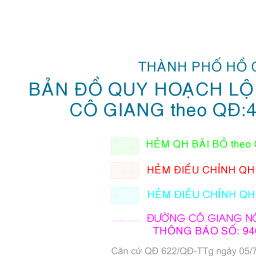 THÀNH PHỐ HỒ C
BẢN ĐỒ QUY HOẠCH LỘ
CÔ GIANG theo QĐ:4
HẺM QH BÃI BỎ theo
HẺM ĐIỀU CHỈNH QH
HẺM ĐIỀU CHỈNH QH
ĐƯỜNG CÔ GIANG NỐ
THÔNG BÁO SỐ: 940
Căn cứ QĐ 622/QĐ-TTg ngày 05/7